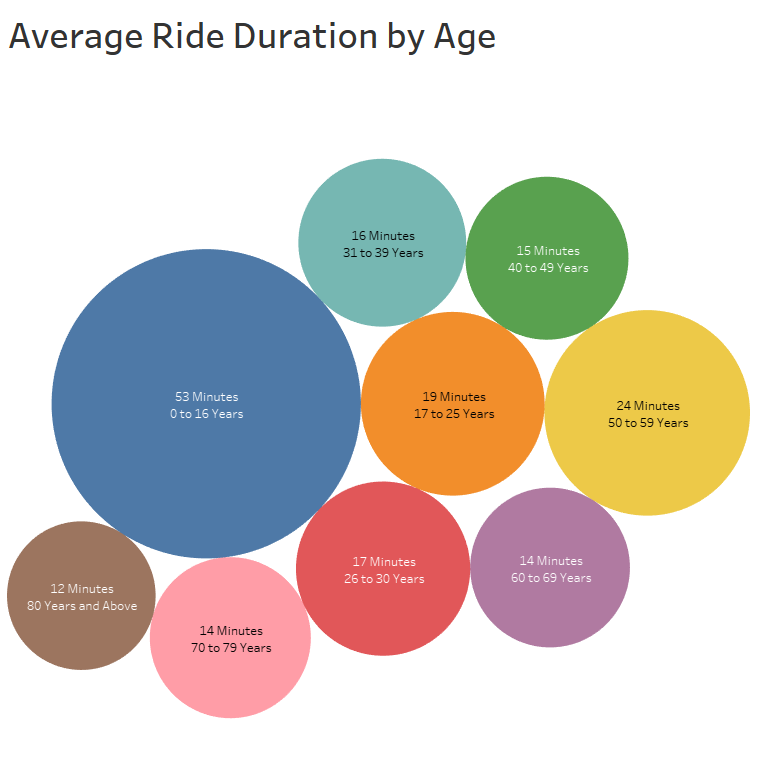 Average Ride Duration by Age
16 Minutes
31 to 39 Years
15 Minutes
40 to 49 Years
53 Minutes
0 to 16 Years
19 Minutes
17 to 25 Years
24 Minutes
50 to 59 Years
17 Minutes
26 to 30 Years
14 Minutes
60 to 69 Years
12 Minutes
80 Years and Above
14 Minutes
70 to 79 Years